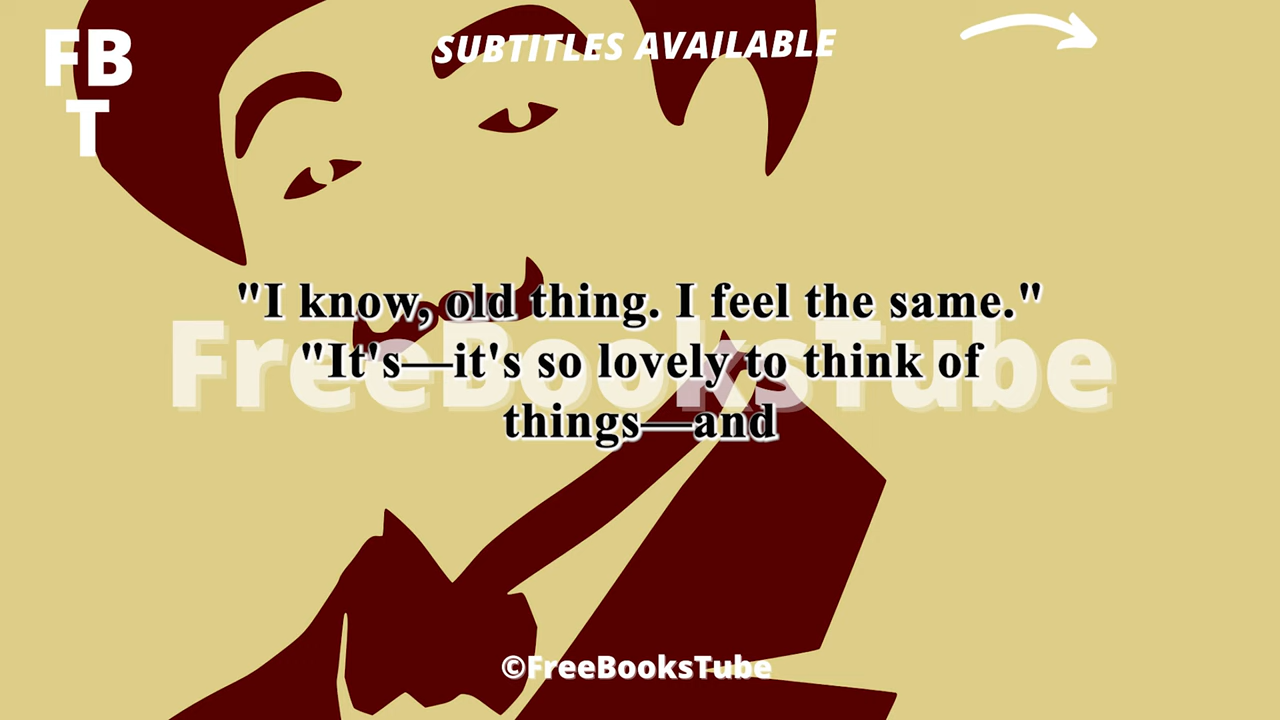 FB
T
SUBTITLES AVAILABLE
"I know, old thing. I feel the same."
"It's—it's so lovely to think of
things—and
FreeBooksTube
©FreeBooksTube